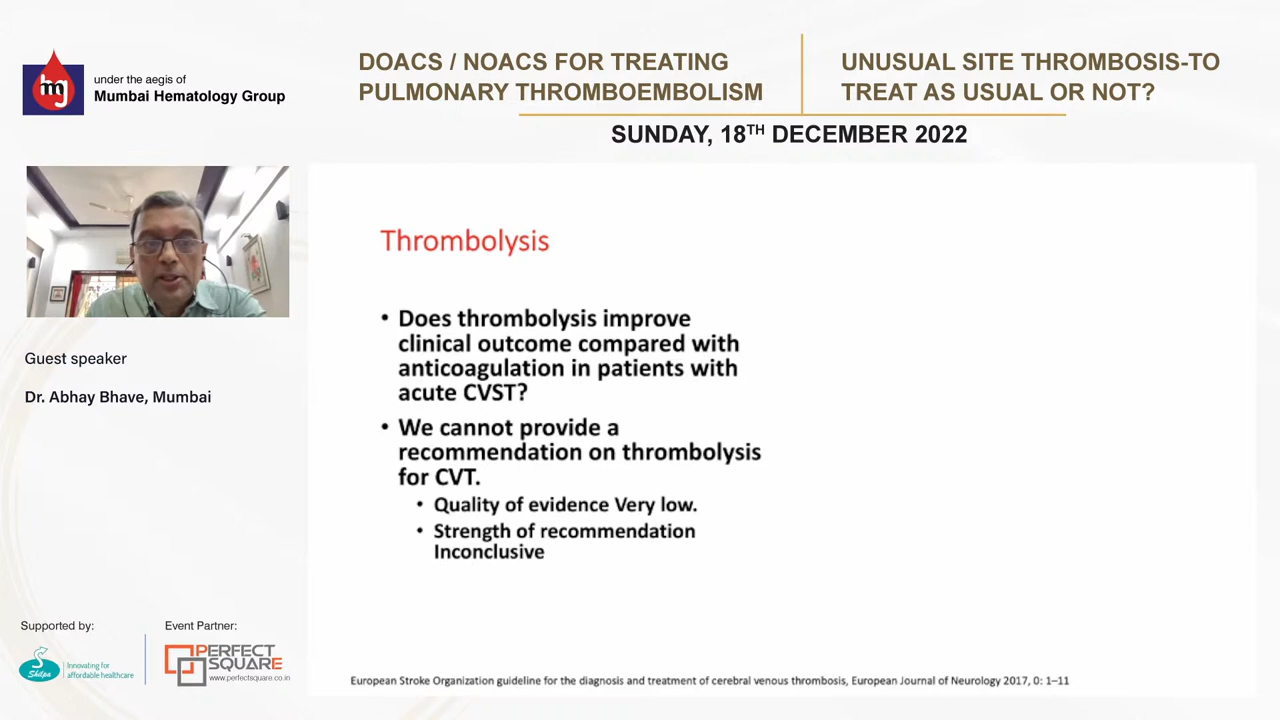 mg
under the aegis of
Mumbai Hematology Group
DOACS / NOACS FOR TREATING
PULMONARY THROMBOEMBOLISM
UNUSUAL SITE THROMBOSIS-TO
TREAT AS USUAL OR NOT?
SUNDAY, 18TH DECEMBER 2022
Guest speaker
Dr. Abhay Bhave, Mumbai
Thrombolysis
• Does thrombolysis improve
clinical outcome compared with
anticoagulation in patients with
acute CVST?
• We cannot provide a
recommendation on thrombolysis
for CVT.
• Quality of evidence Very low.
• Strength of recommendation
Inconclusive
European Stroke Organization guideline for the diagnosis and treatment of cerebral venous thrombosis, European Journal of Neurology 2017, 0: 1–11
Supported by:
Shilpa
Innovating for
affordable healthcare
Event Partner:
PERFECT
SQUARE
www.perfectsquare.co.in